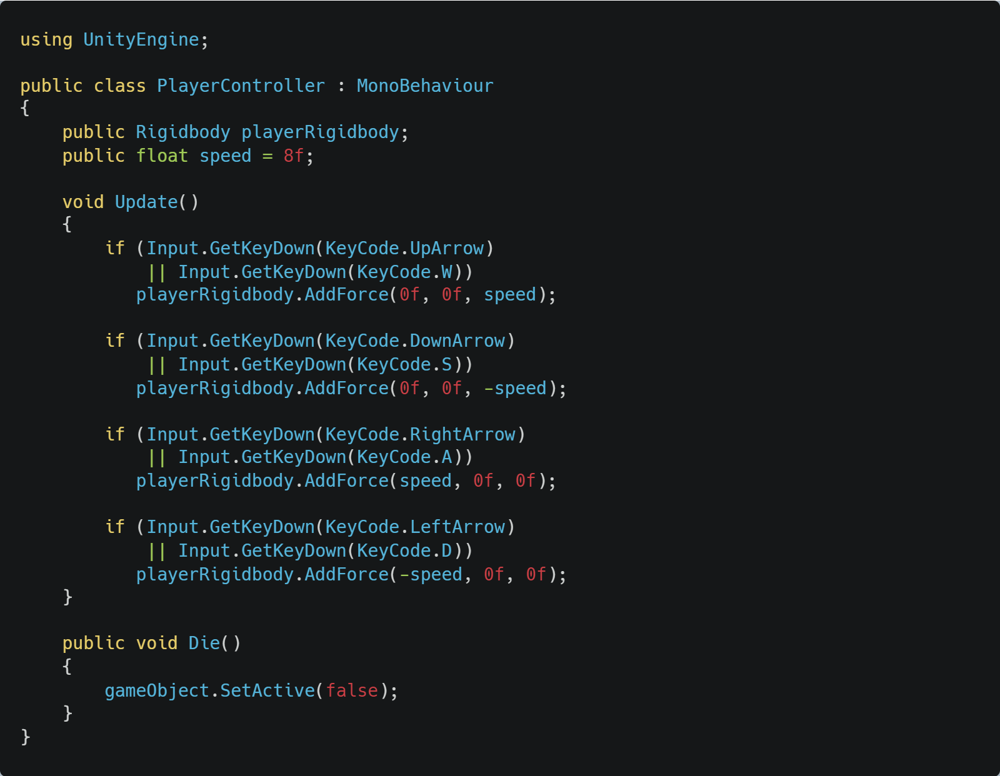 using UnityEngine;

public class PlayerController : MonoBehaviour
{
    public Rigidbody playerRigidbody;
    public float speed = 8f;

    void Update()
    {
        if (Input.GetKeyDown(KeyCode.UpArrow)
            || Input.GetKeyDown(KeyCode.W))
           playerRigidbody.AddForce(0f, 0f, speed);

        if (Input.GetKeyDown(KeyCode.DownArrow)
            || Input.GetKeyDown(KeyCode.S))
           playerRigidbody.AddForce(0f, 0f, -speed);

        if (Input.GetKeyDown(KeyCode.RightArrow)
            || Input.GetKeyDown(KeyCode.A))
           playerRigidbody.AddForce(speed, 0f, 0f);

        if (Input.GetKeyDown(KeyCode.LeftArrow)
            || Input.GetKeyDown(KeyCode.D))
           playerRigidbody.AddForce(-speed, 0f, 0f);
    }

    public void Die()
    {
        gameObject.SetActive(false);
    }
}